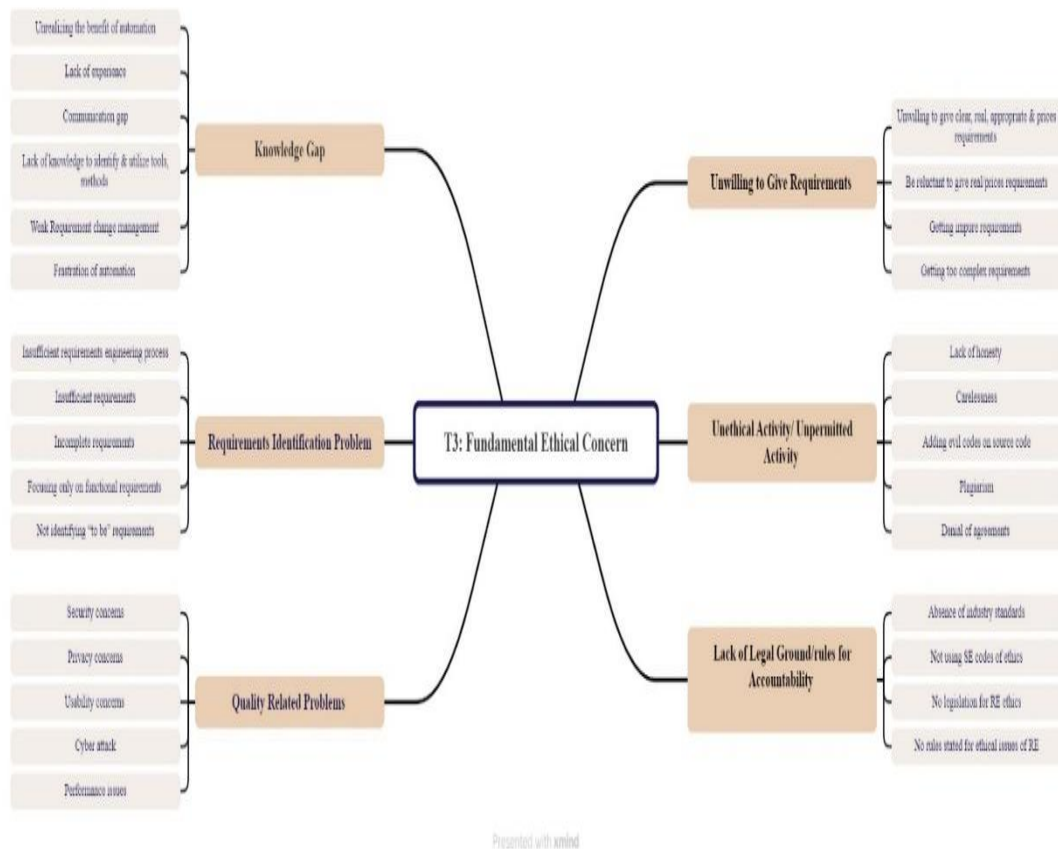 Unrealizing the benefit of automation
Lack of experience
Communication gap
Lack of knowledge to identify & utilize tools,
methods
Weak Requirement change management
Frustration of automation
Knowledge Gap
Insufficient requirements engineering process
Insufficient requirements
Incomplete requirements
Focusing only on functional requirements
Not identifying “to be” requirements
Requirements Identification Problem
Security concerns
Privacy concerns
Usability concerns
Cyber attack
Performance issues
Quality Related Problems
T3: Fundamental Ethical Concern
Unwilling to Give Requirements
Unwilling to give clear, real, appropriate & prices
requirements
Be reluctant to give real prices requirements
Getting impure requirements
Getting too complex requirements
Unethical Activity/ Unpermitted
Activity
Lack of honesty
Carelessness
Adding evil codes on source code
Plagiarism
Denial of agreements
Lack of Legal Ground/rules for
Accountability
Absence of industry standards
Not using SE codes of ethics
No legislation for RE ethics
No rules stated for ethical issues of RE
Presented with xmind